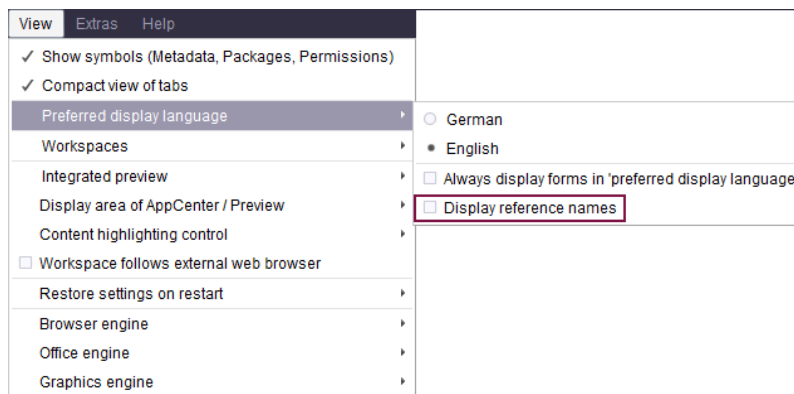 View Extras Help
Show symbols (Metadata, Packages, Permissions)
Compact view of tabs
Preferred display language
Workspaces
Integrated preview
Display area of AppCenter / Preview
Content highlighting control
Workspace follows external web browser
Restore settings on restart
Browser engine
Office engine
Graphics engine
German
English
Always display forms in 'preferred display language
Display reference names